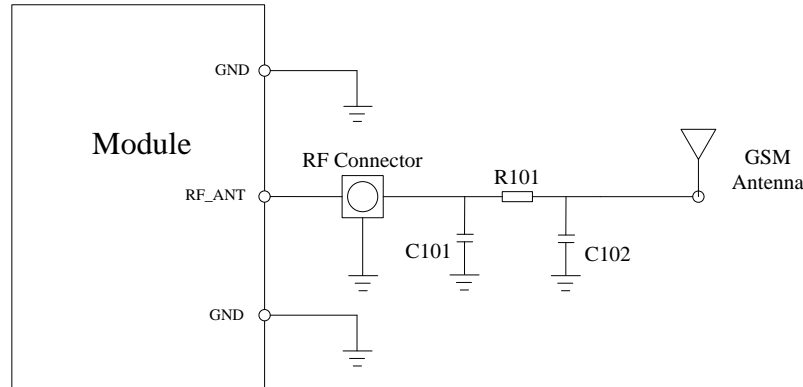 GND
Module
RF Connector
R101
GSM
Antenna
RF_ANT
C101
C102
GND